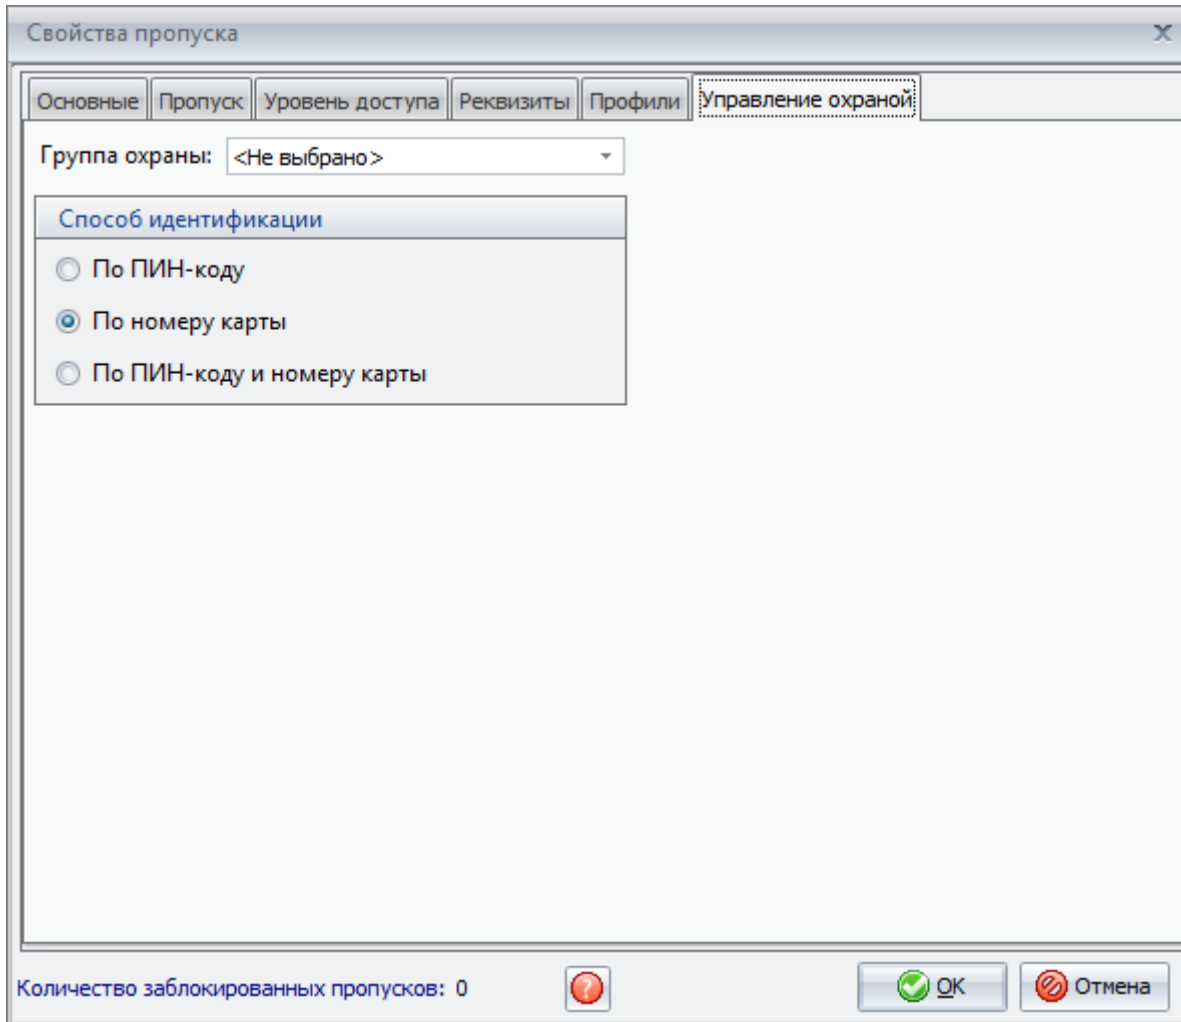 Свойства пропуска
Основные Пропуск Уровень доступа Реквизиты Профили Управление охраной
Группа охраны: <Не выбрано>
Способ идентификации
По ПИН-коду
По номеру карты
По ПИН-коду и номеру карты
Количество заблокированных пропусков: 0 ? OK Отмена